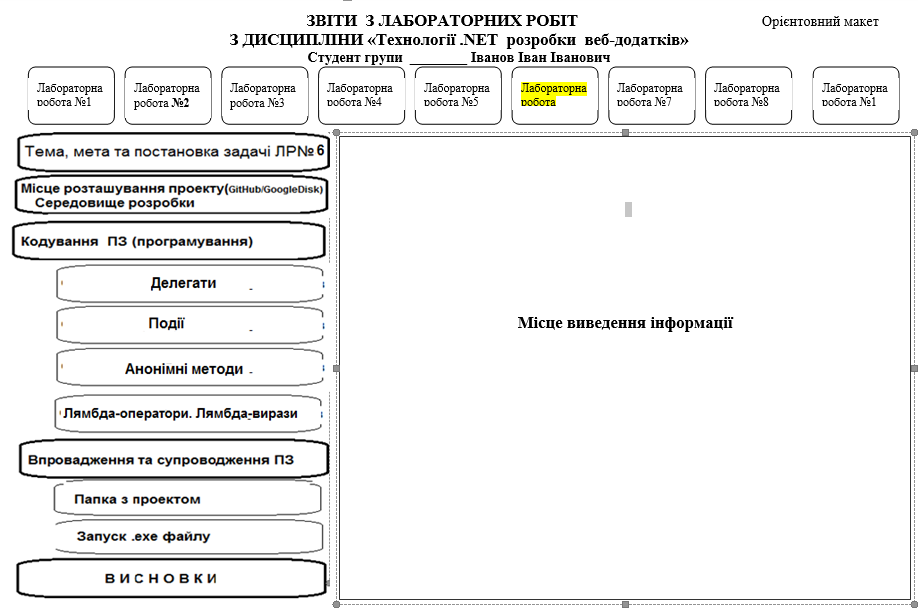 ЗВІТИ З ЛАБОРАТОРНИХ РОБІТ
Орієнтовний макет
З ДИСЦИПЛІНИ «Технології .NET розробки веб-додатків»
Студент групи ________ Іванов Іван Іванович
Лабораторна
робота №1
Лабораторна
робота №2
Лабораторна
робота №3
Лабораторна
робота №4
Лабораторна
робота №5
Лабораторна
робота
Лабораторна
робота №7
Лабораторна
робота №8
Лабораторна
робота №1
Тема, мета та постановка задачі ЛР№6
Місце розташування проекту(GitHub/GoogleDisk)
Середовище розробки
Кодування ПЗ (програмування)
Делегати
Події
Анонімні методи
Лямбда-оператори. Лямбда-вирази
Впровадження та супроводження ПЗ
Папка з проектом
Запуск .exe файлу
В И С Н О В К И
Місце виведення інформації